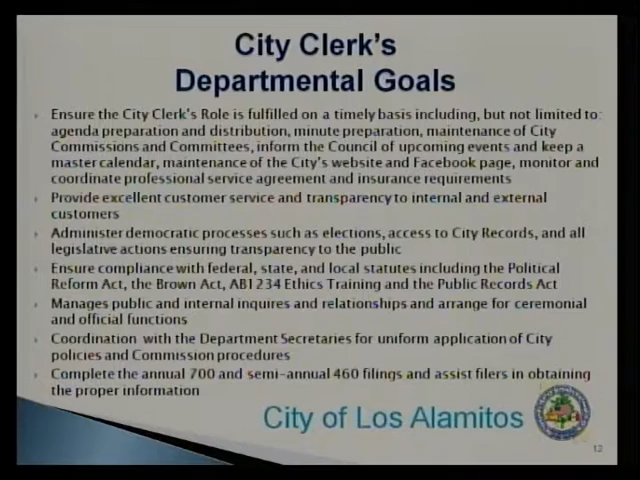 City Clerk's
Departmental Goals
Ensure the City Clerk's Role is fulfilled on a timely basis including, but not limited to:
agenda preparation and distribution, minute preparation, maintenance of City
Commissions and Committees, inform the Council of upcoming events and keep a
master calendar, maintenance of the City's website and Facebook page, monitor and
coordinate professional service agreement and insurance requirements
Provide excellent customer service and transparency to internal and external
customers
Administer democratic processes such as elections, access to City Records, and all
legislative actions ensuring transparency to the public
Ensure compliance with federal, state, and local statutes including the Political
Reform Act, the Brown Act, AB1234 Ethics Training and the Public Records Act
Manages public and internal inquires and relationships and arrange for ceremonial
and official functions
Coordination with the Department Secretaries for uniform application of City
policies and Commission procedures
Complete the annual 700 and semi-annual 460 filings and assist filers in obtaining
the proper information
City of Los Alamitos
12